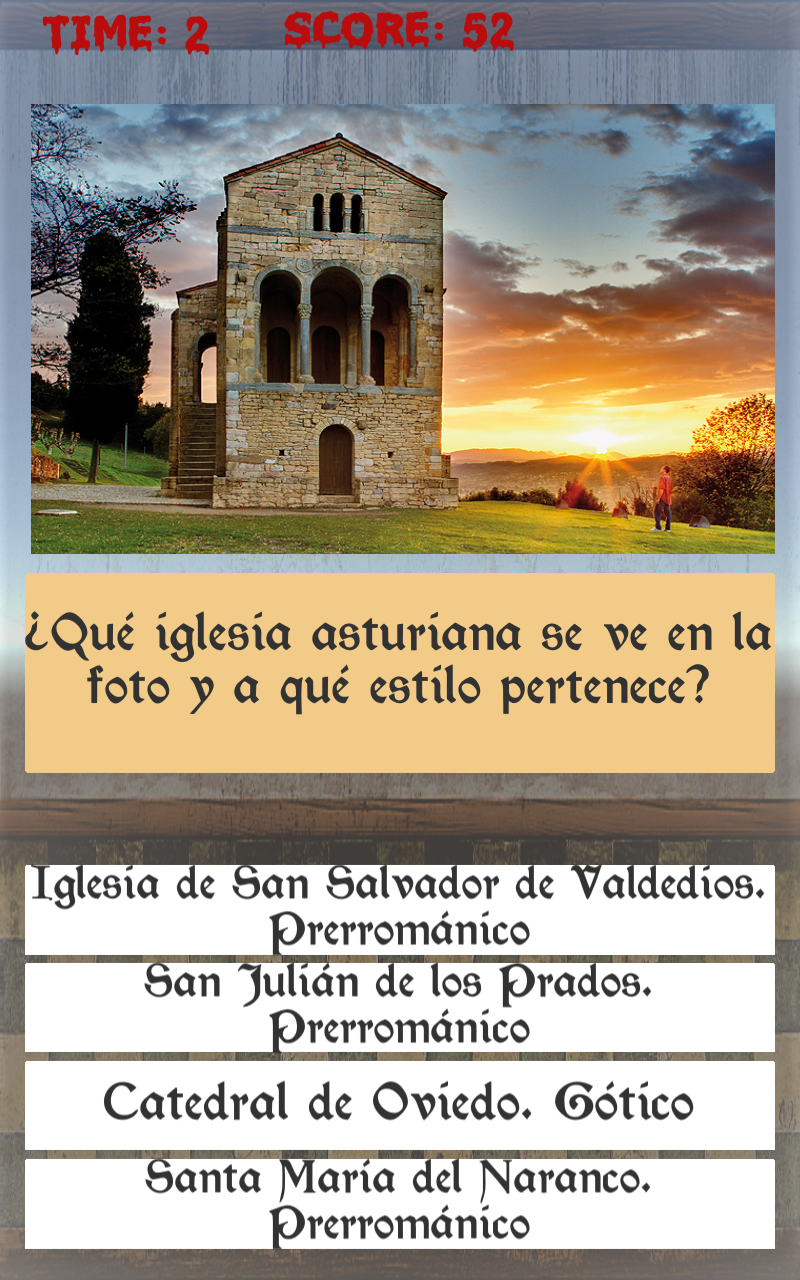 TIME: 2 SCORE: 52
¿Qué iglesia asturiana se ve en la
foto y a qué estilo pertenece?
Iglesia de San Salvador de Valdedios.
Prerrománico
San Julián de los Prados.
Prerrománico
Catedral de Oviedo. Gótico
Santa María del Naranco.
Prerrománico